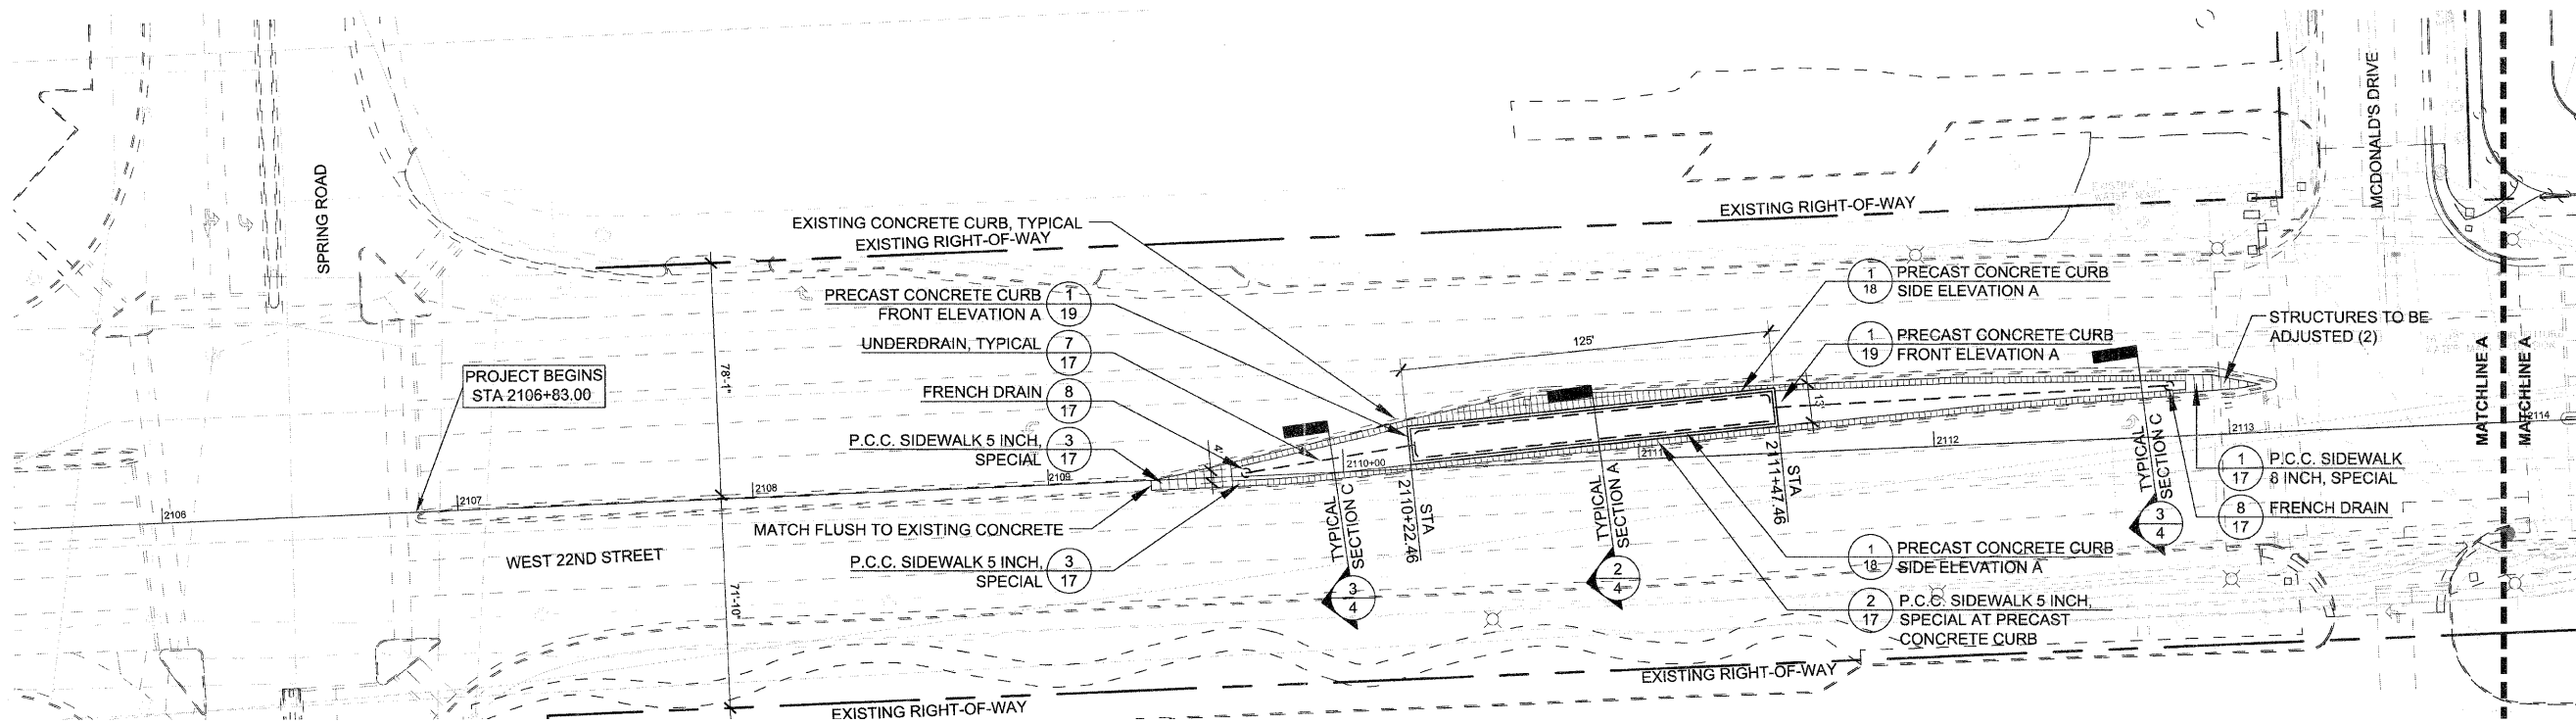 SPRING ROAD
MCDONALD'S DRIVE
EXISTING CONCRETE CURB, TYPICAL
EXISTING RIGHT-OF-WAY
EXISTING RIGHT-OF-WAY
PRECAST CONCRETE CURB
FRONT ELEVATION A
1
19
UNDERDRAIN, TYPICAL
7
17
FRENCH DRAIN
8
17
P.C.C. SIDEWALK 5 INCH,
SPECIAL
3
17
MATCH FLUSH TO EXISTING CONCRETE
P.C.C. SIDEWALK 5 INCH,
SPECIAL
3
17
PROJECT BEGINS
STA 2106+83.00
WEST 22ND STREET
78'-1"
71'-10"
2106
2107
2108
2109
2110+00
2111
2112
2113
2114
4'
125'
13'
1
18
PRECAST CONCRETE CURB
SIDE ELEVATION A
1
19
PRECAST CONCRETE CURB
FRONT ELEVATION A
STRUCTURES TO BE
ADJUSTED (2)
MATCHLINE A
MATCHLINE A
TYPICAL
SECTION C
3
4
STA
2110+22.46
TYPICAL
SECTION A
2
4
STA
2111+47.46
TYPICAL
SECTION C
3
4
1
17
P.C.C. SIDEWALK
8 INCH, SPECIAL
8
17
FRENCH DRAIN
1
18
PRECAST CONCRETE CURB
SIDE ELEVATION A
2
17
P.C.C. SIDEWALK 5 INCH,
SPECIAL AT PRECAST
CONCRETE CURB
EXISTING RIGHT-OF-WAY
EXISTING RIGHT-OF-WAY